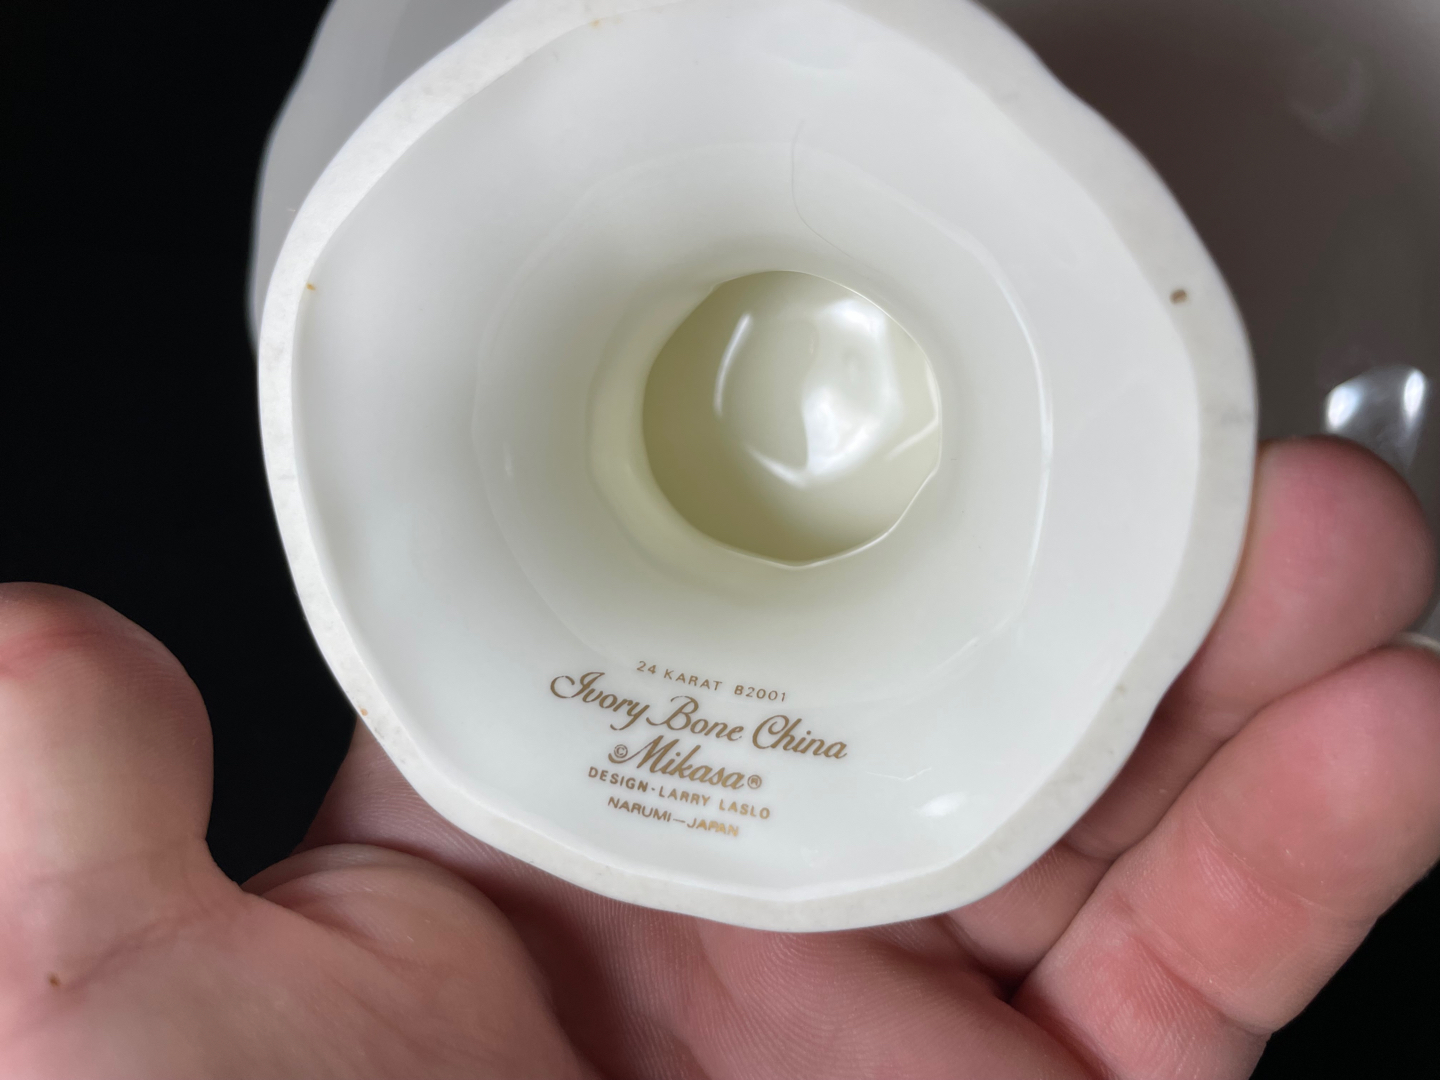 24 KARAT B2001
Ivory Bone China
©Mikasa®
DESIGN·LARRY LASLO
NARUMI—JAPAN